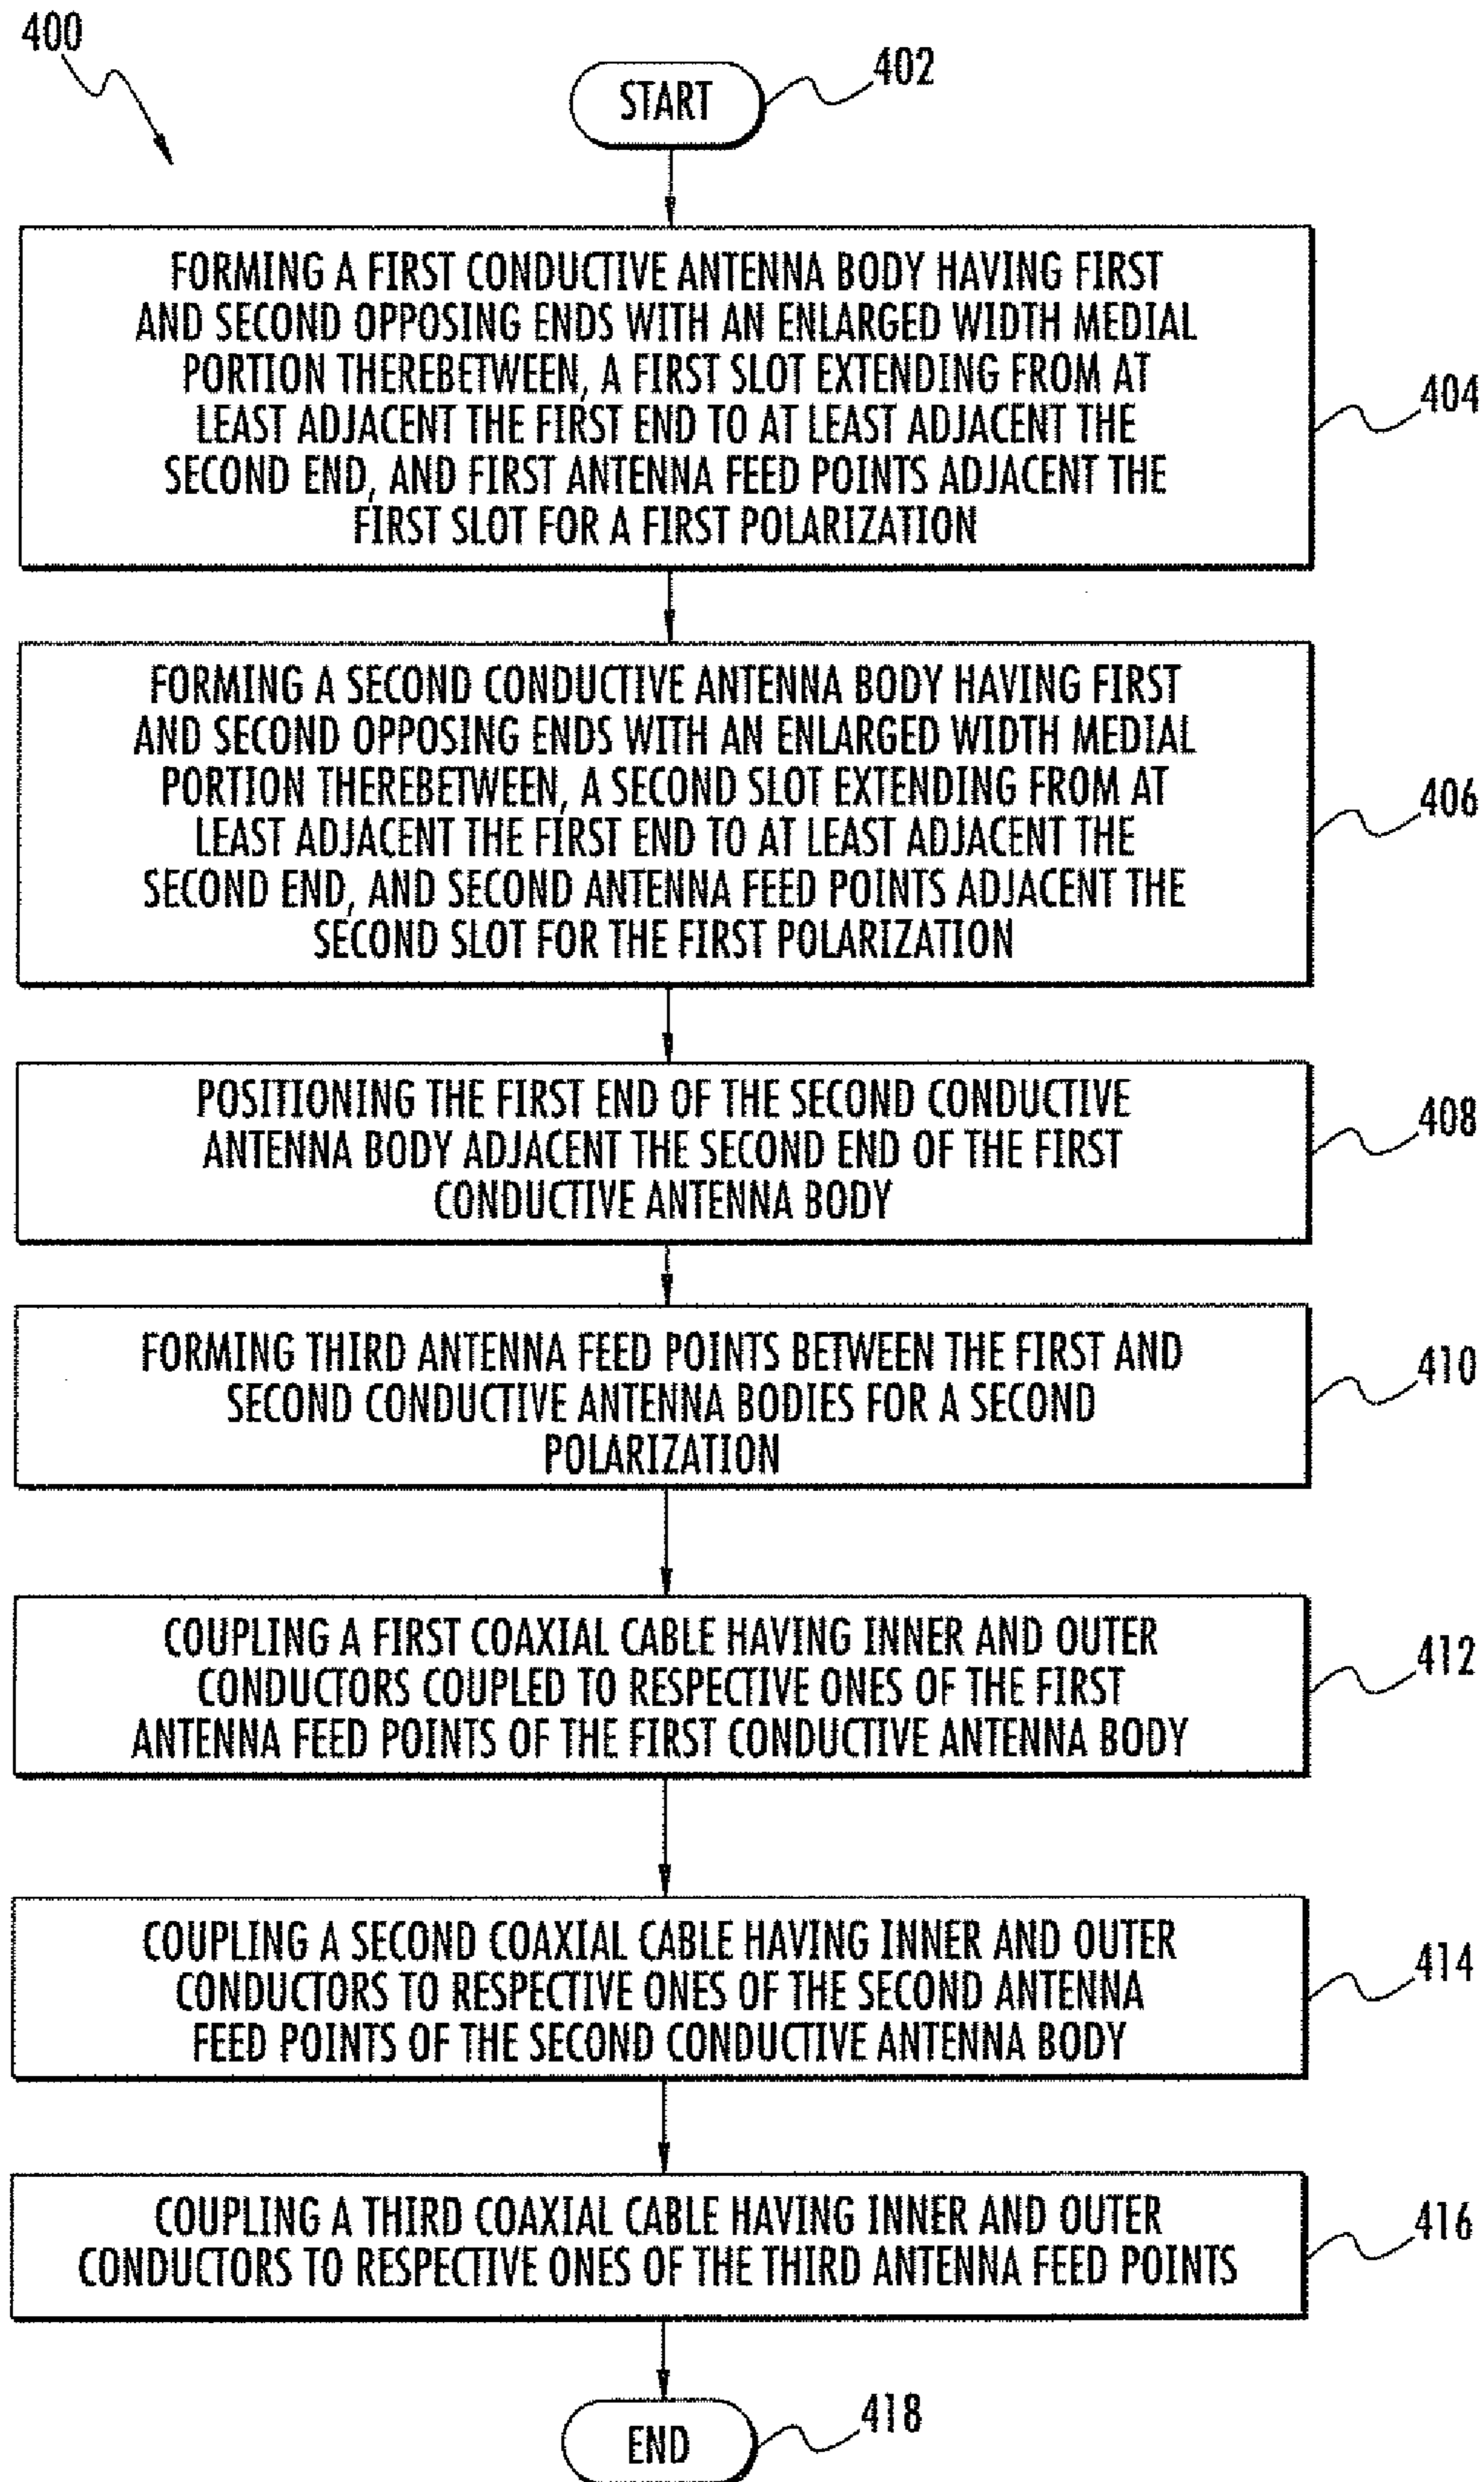 400
START
402
FORMING A FIRST CONDUCTIVE ANTENNA BODY HAVING FIRST
AND SECOND OPPOSING ENDS WITH AN ENLARGED WIDTH MEDIAL
PORTION THEREBETWEEN, A FIRST SLOT EXTENDING FROM AT
LEAST ADJACENT THE FIRST END TO AT LEAST ADJACENT THE
SECOND END, AND FIRST ANTENNA FEED POINTS ADJACENT THE
FIRST SLOT FOR A FIRST POLARIZATION
404
FORMING A SECOND CONDUCTIVE ANTENNA BODY HAVING FIRST
AND SECOND OPPOSING ENDS WITH AN ENLARGED WIDTH MEDIAL
PORTION THEREBETWEEN, A SECOND SLOT EXTENDING FROM AT
LEAST ADJACENT THE FIRST END TO AT LEAST ADJACENT THE
SECOND END, AND SECOND ANTENNA FEED POINTS ADJACENT THE
SECOND SLOT FOR THE FIRST POLARIZATION
406
POSITIONING THE FIRST END OF THE SECOND CONDUCTIVE
ANTENNA BODY ADJACENT THE SECOND END OF THE FIRST
CONDUCTIVE ANTENNA BODY
408
FORMING THIRD ANTENNA FEED POINTS BETWEEN THE FIRST AND
SECOND CONDUCTIVE ANTENNA BODIES FOR A SECOND
POLARIZATION
410
COUPLING A FIRST COAXIAL CABLE HAVING INNER AND OUTER
CONDUCTORS COUPLED TO RESPECTIVE ONES OF THE FIRST
ANTENNA FEED POINTS OF THE FIRST CONDUCTIVE ANTENNA BODY
412
COUPLING A SECOND COAXIAL CABLE HAVING INNER AND OUTER
CONDUCTORS TO RESPECTIVE ONES OF THE SECOND ANTENNA
FEED POINTS OF THE SECOND CONDUCTIVE ANTENNA BODY
414
COUPLING A THIRD COAXIAL CABLE HAVING INNER AND OUTER
CONDUCTORS TO RESPECTIVE ONES OF THE THIRD ANTENNA FEED POINTS
416
END
418